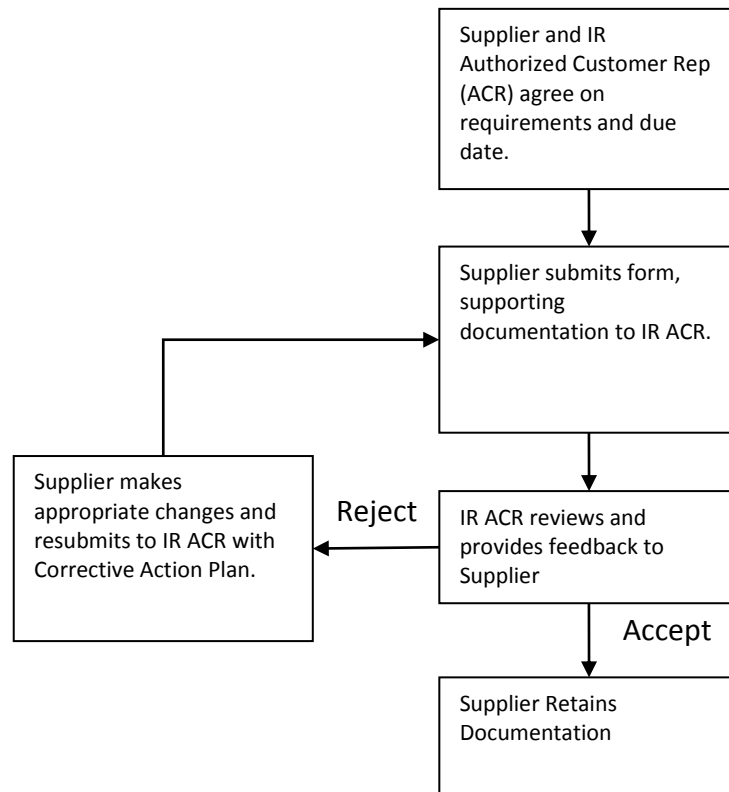 Supplier and IR
Authorized Customer Rep
(ACR) agree on
requirements and due
date.
Supplier submits form,
supporting
documentation to IR ACR.
Supplier makes
appropriate changes and
resubmits to IR ACR with
Corrective Action Plan.
Reject
IR ACR reviews and
provides feedback to
Supplier
Accept
Supplier Retains
Documentation